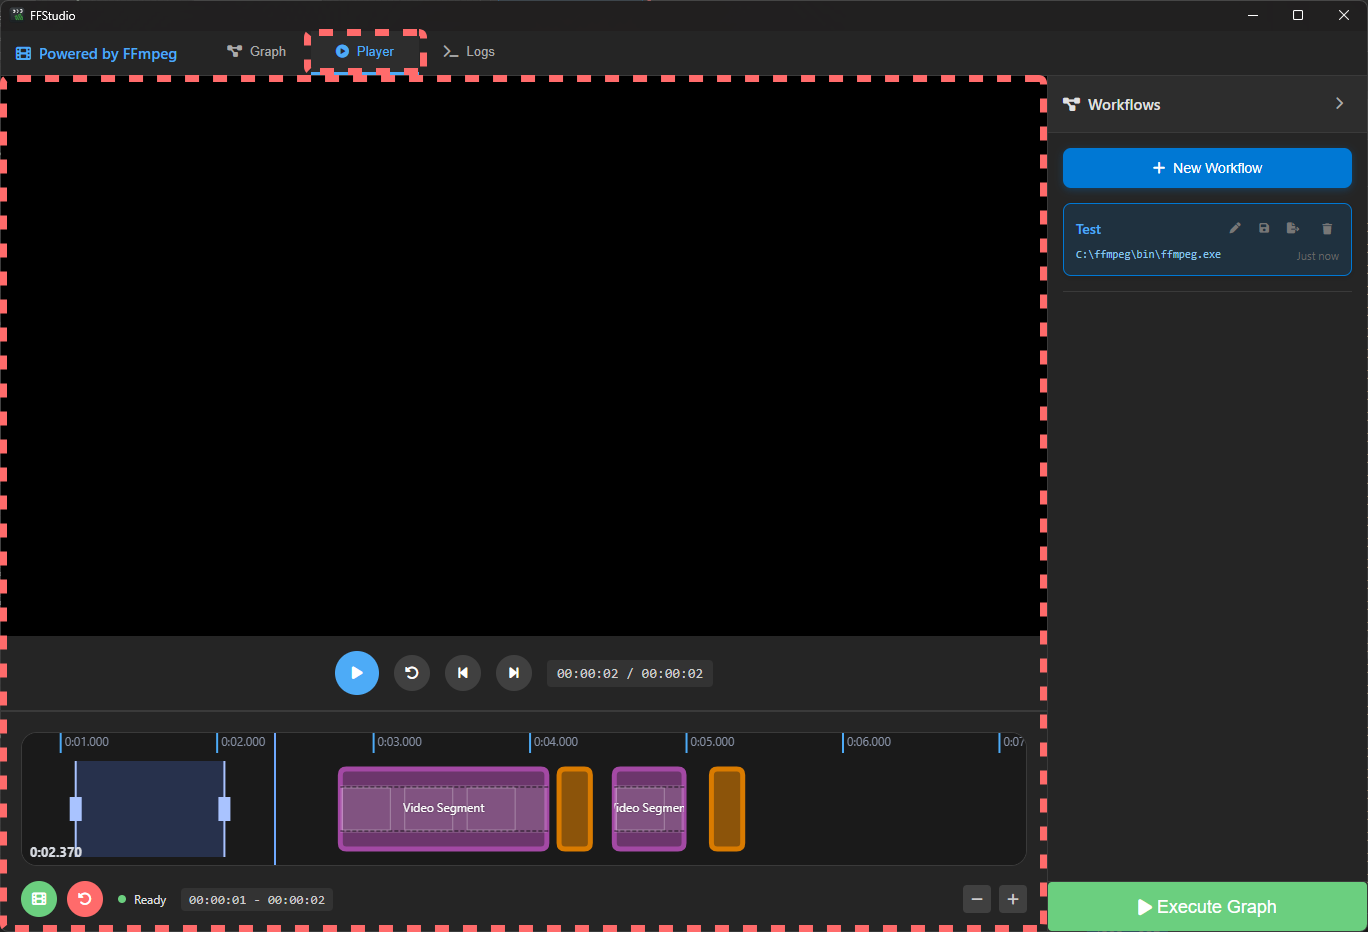 FFStudio
Powered by FFmpeg
Graph
Player
Logs
Workflows
New Workflow
Test
C:\ffmpeg\bin\ffmpeg.exe
Just now
00:00:02 / 00:00:02
0:01.000
0:02.000
0:03.000
0:04.000
0:05.000
0:06.000
0:07
Video Segment
ideo Segmen
0:02.370
Ready
00:00:01 - 00:00:02
Execute Graph